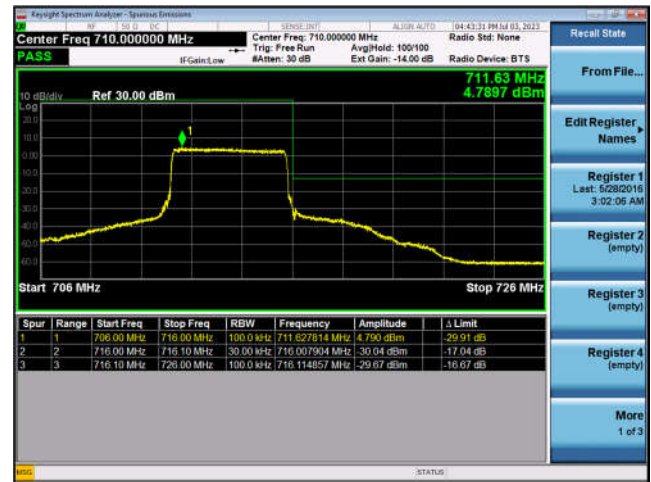 Keysight Spectrum Analyzer - Spurious Emissions
RF 50 Ω DC SENSE:INT ALIGN AUTO 04:43:31 PM Jul 03, 2023
Center Freq 710.000000 MHz
Center Freq: 710.000000 MHz Radio Std: None
Trig: Free Run Avg|Hold: 100/100
PASS IFGain:Low #Atten: 30 dB Ext Gain: -14.00 dB Radio Device: BTS
711.63 MHz
10 dB/div Ref 30.00 dBm 4.7897 dBm
Log
20.0
1
10.0
0.00
-10.0
-20.0
-30.0
-40.0
-50.0
-60.0
Start 706 MHz Stop 726 MHz
Spur Range Start Freq Stop Freq RBW Frequency Amplitude Δ Limit
1 1 706.00 MHz 716.00 MHz 100.0 kHz 711.627814 MHz 4.790 dBm -29.91 dB
2 2 716.00 MHz 716.10 MHz 30.00 kHz 716.007904 MHz -30.04 dBm -17.04 dB
3 3 716.10 MHz 726.00 MHz 100.0 kHz 716.114857 MHz -29.67 dBm -16.67 dB
MSG STATUS
Recall State
From File...
Edit Register
Names
Register 1
Last: 5/28/2016
3:02:06 AM
Register 2
(empty)
Register 3
(empty)
Register 4
(empty)
More
1 of 3